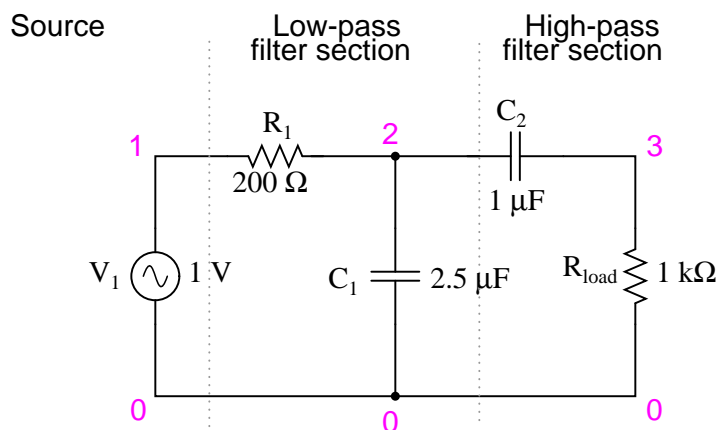 Source
Low-pass
filter section
High-pass
filter section
1
R1
200 Ω
2
C2
1 µF
3
V1
1 V
C1
2.5 µF
Rload
1 kΩ
0
0
0